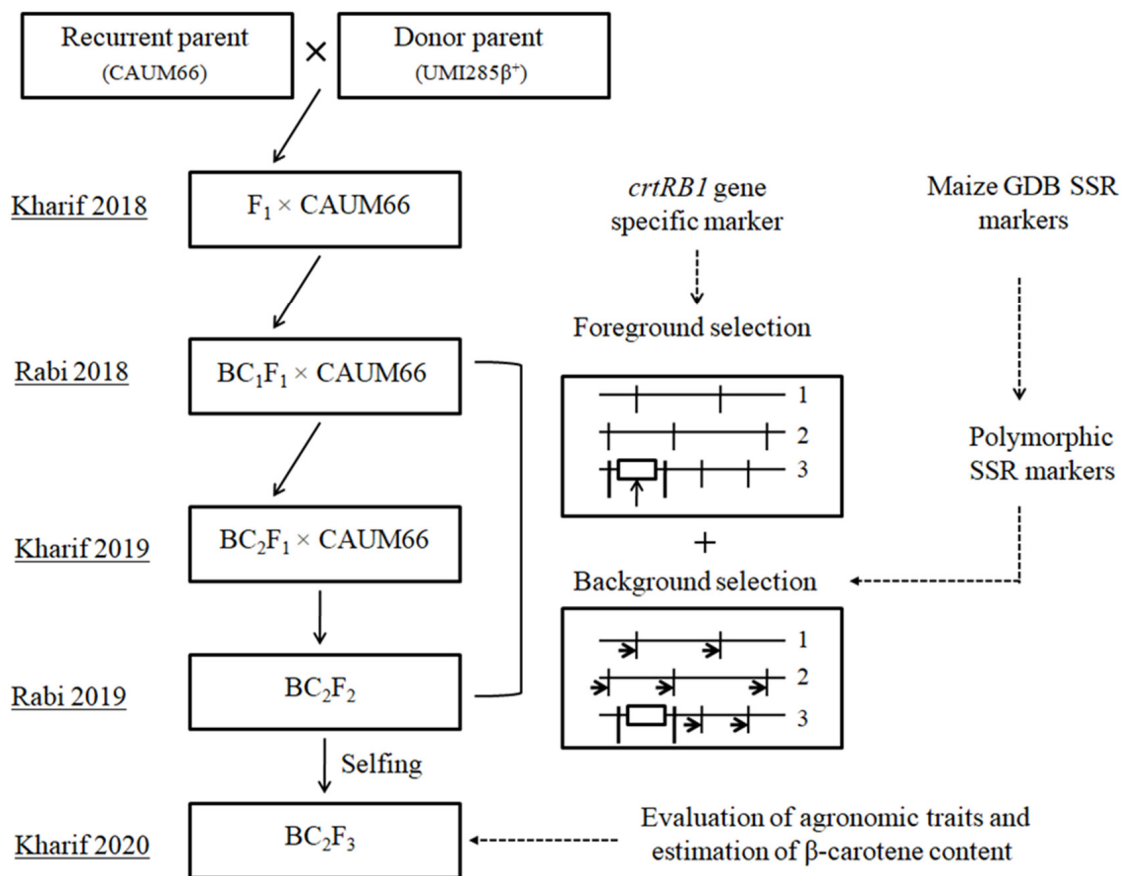 Recurrent parent
(CAUM66)
×
Donor parent
(UMI285β⁺)
Kharif 2018
F₁ × CAUM66
Rabi 2018
BC₁F₁ × CAUM66
Kharif 2019
BC₂F₁ × CAUM66
Rabi 2019
BC₂F₂
Selfing
Kharif 2020
BC₂F₃
crtRB1 gene
specific marker
Foreground selection
1
2
3
+
Background selection
1
2
3
Maize GDB SSR
markers
Polymorphic
SSR markers
Evaluation of agronomic traits and
estimation of β-carotene content